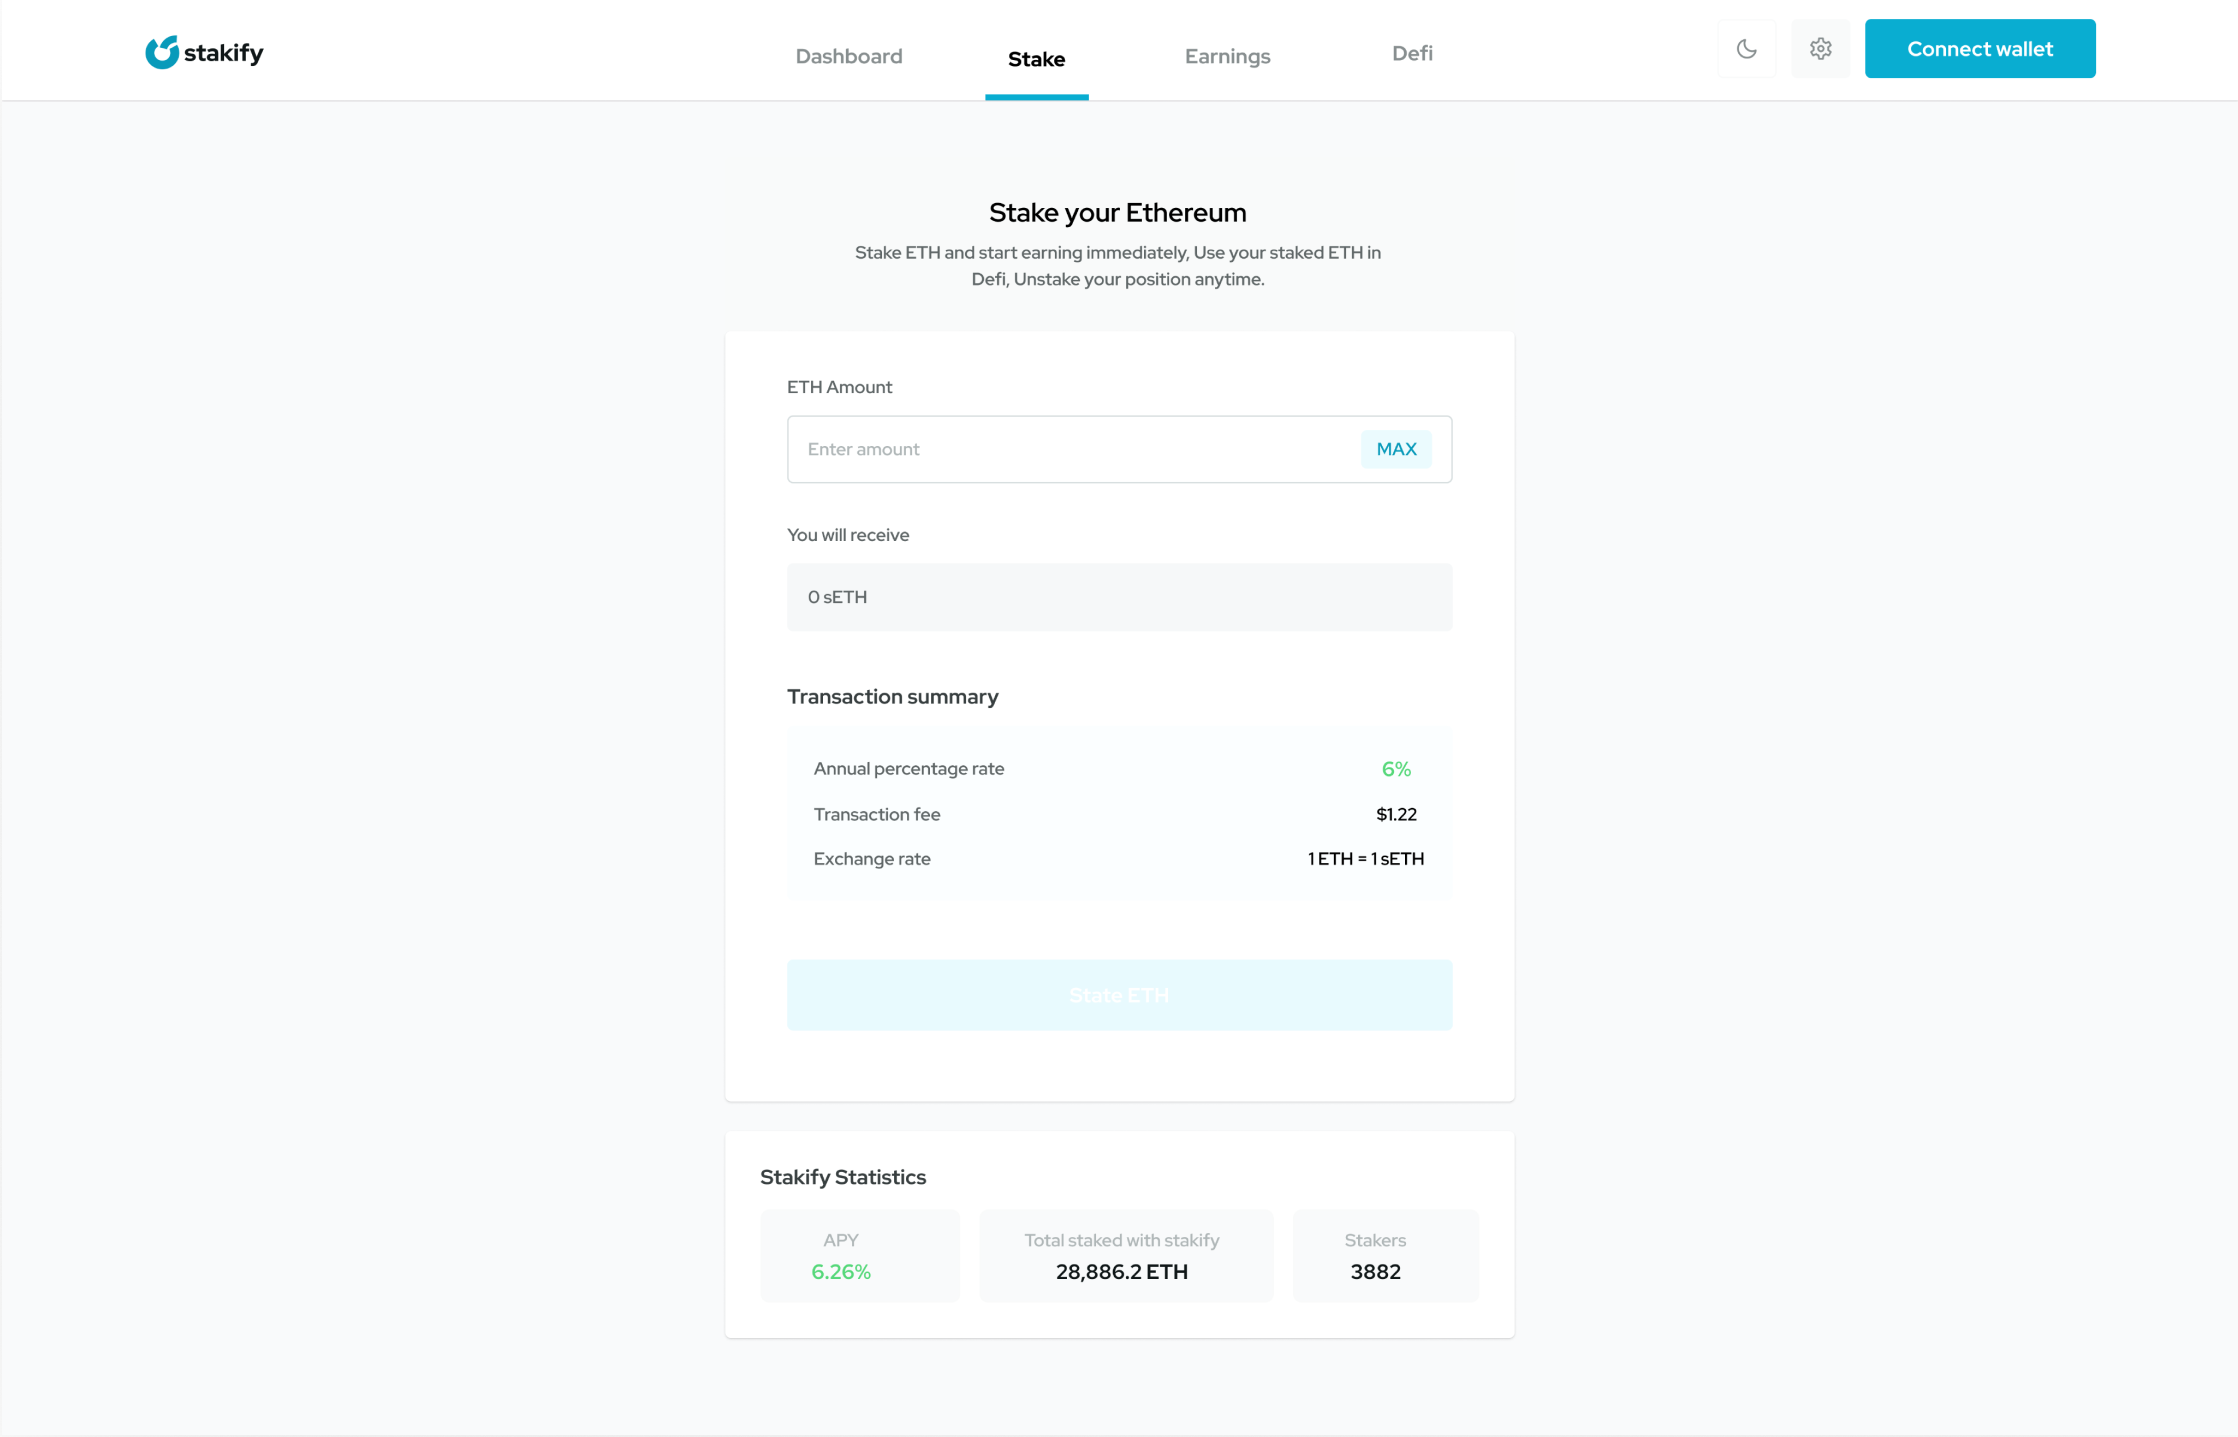 stakify
Dashboard
Stake
Earnings
Defi
Connect wallet
Stake your Ethereum
Stake ETH and start earning immediately, Use your staked ETH in
Defi, Unstake your position anytime.
ETH Amount
Enter amount
MAX
You will receive
0 sETH
Transaction summary
Annual percentage rate
6%
Transaction fee
$1.22
Exchange rate
1 ETH = 1 sETH
State ETH
Stakify Statistics
APY
6.26%
Total staked with stakify
28,886.2 ETH
Stakers
3882